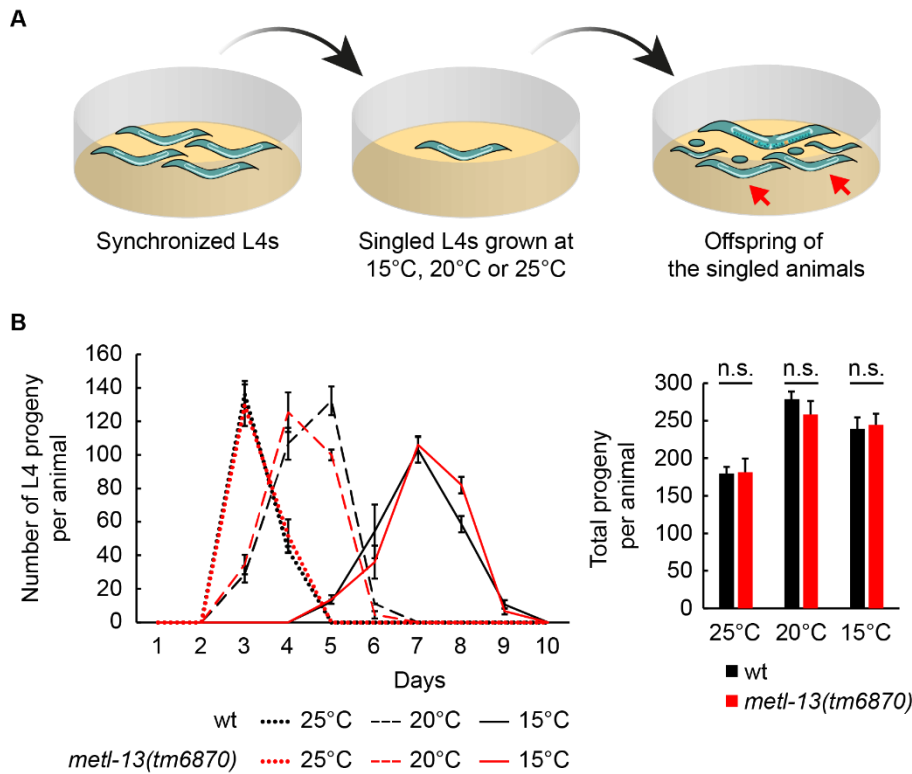 A
Synchronized L4s
Singled L4s grown at
15°C, 20°C or 25°C
Offspring of
the singled animals
B
Number of L4 progeny
per animal
160
140
120
100
80
60
40
20
0
1 2 3 4 5 6 7 8 9 10
Days
wt 25°C 20°C 15°C
metl-13(tm6870) 25°C 20°C 15°C
Total progeny
per animal
n.s. n.s. n.s.
300
250
200
150
100
50
0
25°C 20°C 15°C
wt
metl-13(tm6870)